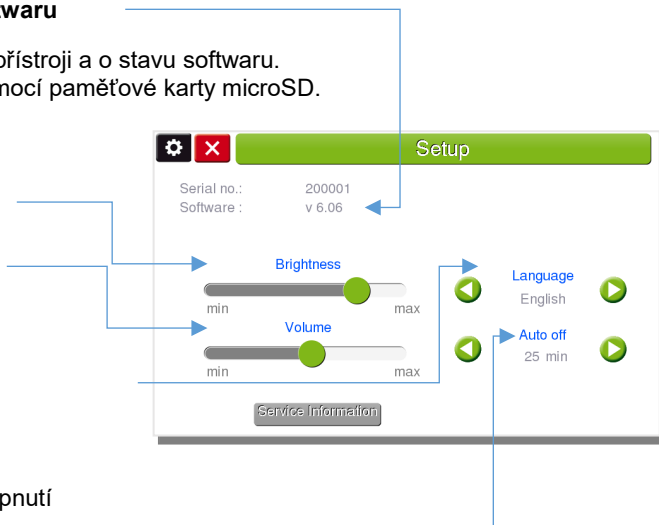 twaru
přístroji a o stavu softwaru.
mocí paměťové karty microSD.
Setup
Serial no.: 200001
Software : v 6.06
Brightness
min max
Language
English
Volume
min max
Auto off
25 min
Service Information
pnutí